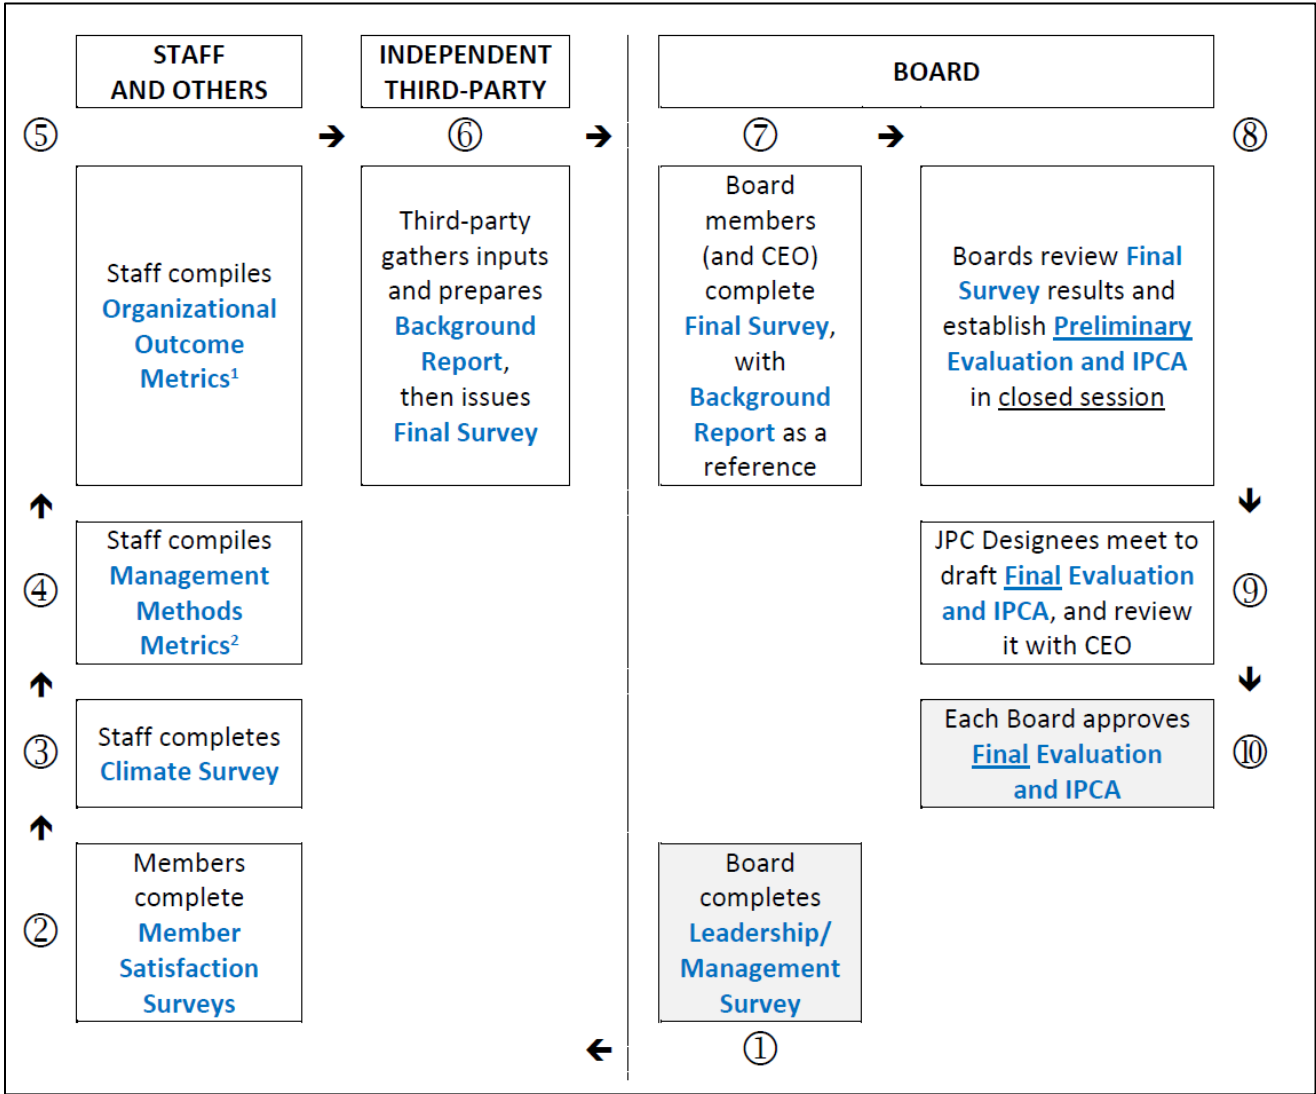 STAFF
AND OTHERS
INDEPENDENT
THIRD-PARTY
BOARD
⑤
⑥
⑦
⑧
Staff compiles
Organizational
Outcome
Metrics¹
Third-party
gathers inputs
and prepares
Background
Report,
then issues
Final Survey
Board
members
(and CEO)
complete
Final Survey,
with
Background
Report as a
reference
Boards review Final
Survey results and
establish Preliminary
Evaluation and IPCA
in closed session
④
Staff compiles
Management
Methods
Metrics²
JPC Designees meet to
draft Final Evaluation
and IPCA, and review
it with CEO
⑨
③
Staff completes
Climate Survey
Each Board approves
Final Evaluation
and IPCA
⑩
②
Members
complete
Member
Satisfaction
Surveys
Board
completes
Leadership/
Management
Survey
①